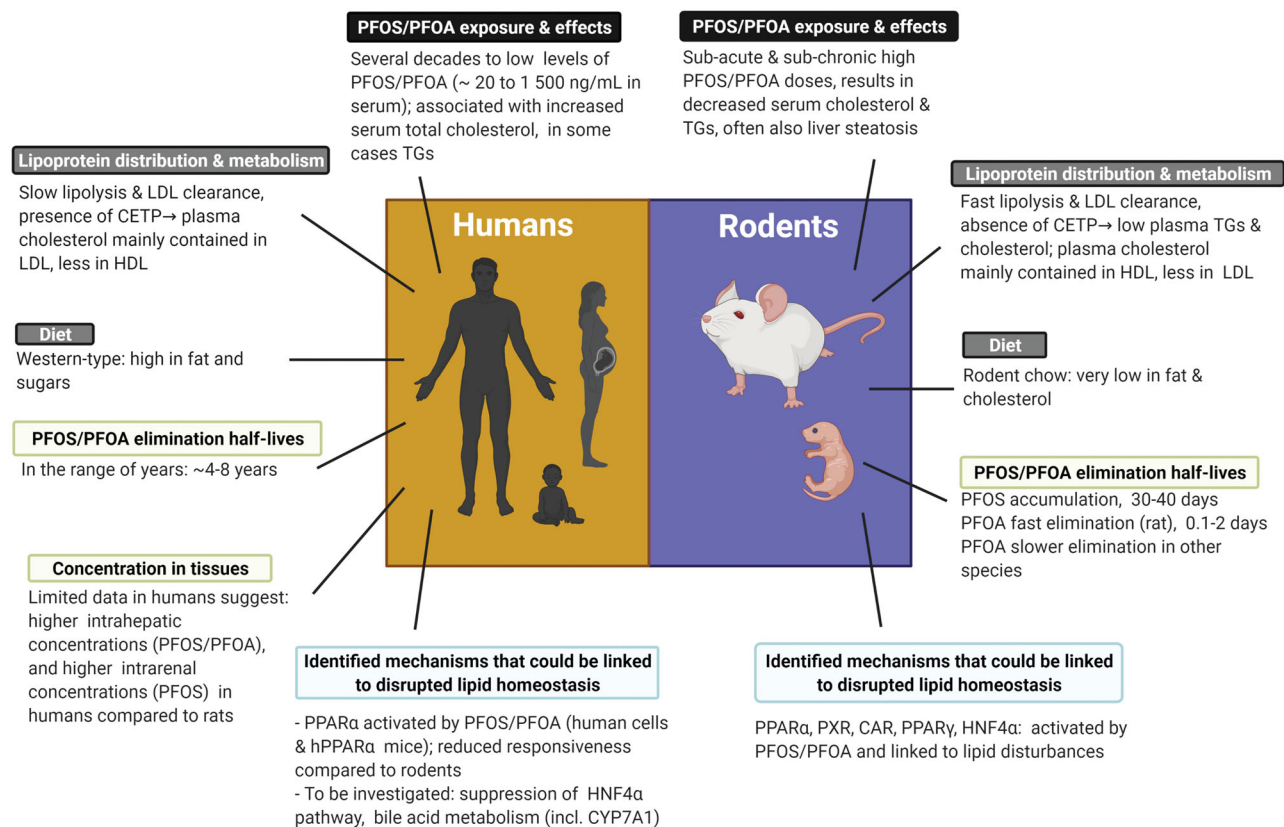 PFOS/PFOA exposure & effects
Several decades to low levels of
PFOS/PFOA (~ 20 to 1 500 ng/mL in
serum); associated with increased
serum total cholesterol, in some
cases TGs
PFOS/PFOA exposure & effects
Sub-acute & sub-chronic high
PFOS/PFOA doses, results in
decreased serum cholesterol &
TGs, often also liver steatosis
Lipoprotein distribution & metabolism
Slow lipolysis & LDL clearance,
presence of CETP→ plasma
cholesterol mainly contained in
LDL, less in HDL
Humans
Rodents
Lipoprotein distribution & metabolism
Fast lipolysis & LDL clearance,
absence of CETP→ low plasma TGs &
cholesterol; plasma cholesterol
mainly contained in HDL, less in LDL
Diet
Western-type: high in fat and
sugars
Diet
Rodent chow: very low in fat &
cholesterol
PFOS/PFOA elimination half-lives
In the range of years: ~4-8 years
PFOS/PFOA elimination half-lives
PFOS accumulation, 30-40 days
PFOA fast elimination (rat), 0.1-2 days
PFOA slower elimination in other
species
Concentration in tissues
Limited data in humans suggest:
higher intrahepatic
concentrations (PFOS/PFOA),
and higher intrarenal
concentrations (PFOS) in
humans compared to rats
Identified mechanisms that could be linked
to disrupted lipid homeostasis
- PPARα activated by PFOS/PFOA (human cells
& hPPARα mice); reduced responsiveness
compared to rodents
- To be investigated: suppression of HNF4α
pathway, bile acid metabolism (incl. CYP7A1)
Identified mechanisms that could be linked
to disrupted lipid homeostasis
PPARα, PXR, CAR, PPARγ, HNF4α: activated by
PFOS/PFOA and linked to lipid disturbances